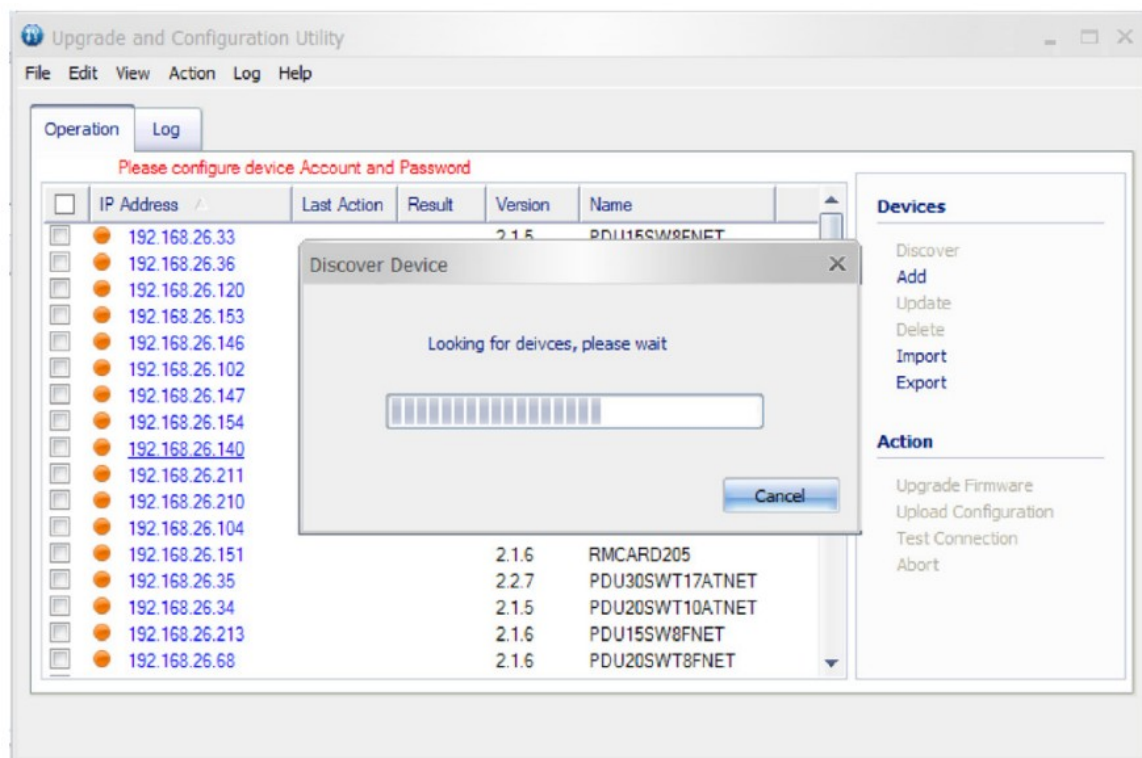 Upgrade and Configuration Utility
File Edit View Action Log Help
Operation Log
Please configure device Account and Password
IP Address Last Action Result Version Name
192.168.26.33 2.1.5 PDU15SW8FNET
192.168.26.36
192.168.26.120
192.168.26.153
192.168.26.146
192.168.26.102
192.168.26.147
192.168.26.154
192.168.26.140
192.168.26.211
192.168.26.210
192.168.26.104
192.168.26.151 2.1.6 RMCARD205
192.168.26.35 2.2.7 PDU30SWT17ATNET
192.168.26.34 2.1.5 PDU20SWT10ATNET
192.168.26.213 2.1.6 PDU15SW8FNET
192.168.26.68 2.1.6 PDU20SWT8FNET
Discover Device
Looking for deivces, please wait
Cancel
Devices
Discover
Add
Update
Delete
Import
Export
Action
Upgrade Firmware
Upload Configuration
Test Connection
Abort